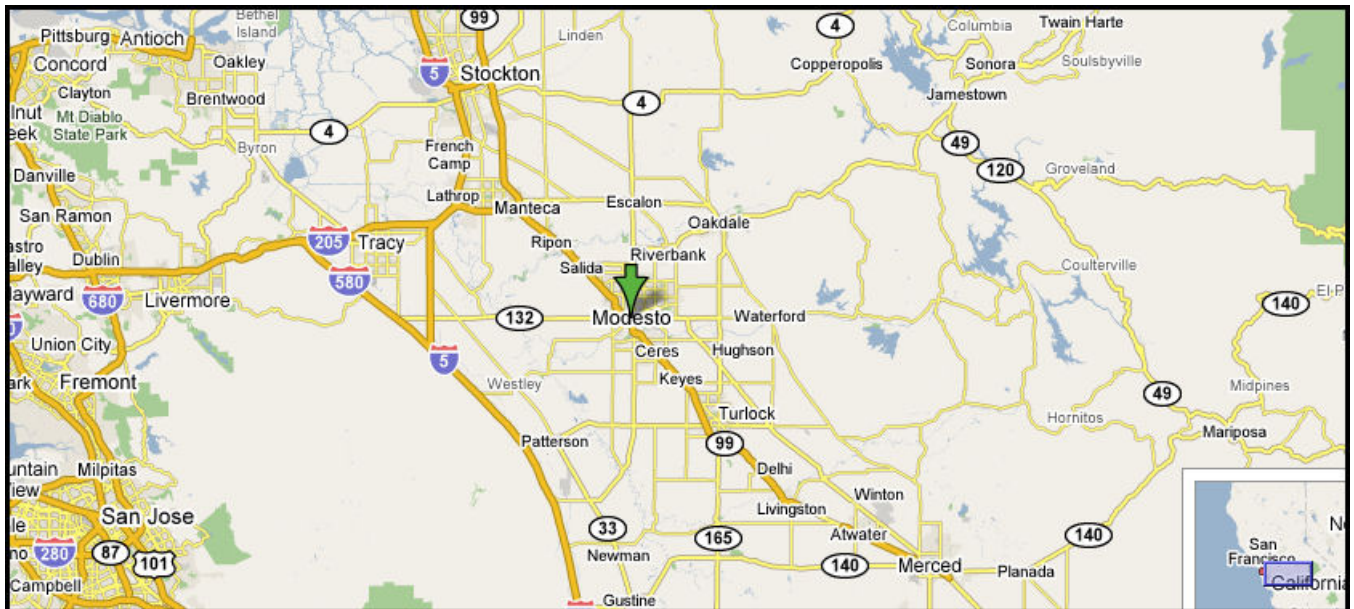 Bethel
Island
99
Linden
4
Columbia
Twain Harte
Pittsburg
Antioch
Concord
Oakley
5
Stockton
Copperopolis
Sonora
Soulsbyville
Clayton
Brentwood
4
Jamestown
Mt Diablo
State Park
4
Byron
French
Camp
49
120
Groveland
Danville
Lathrop
Manteca
Escalon
San Ramon
Oakdale
205
Tracy
Ripon
Riverbank
Dublin
Salida
Coulterville
580
680
Livermore
140
132
Modesto
Waterford
Union City
5
Ceres
Hughson
Fremont
Westley
Keyes
Midpines
49
Turlock
Hornitos
Patterson
99
Mariposa
Milpitas
Delhi
San Jose
Livingston
Winton
33
165
Atwater
140
280
87
101
Newman
140
Merced
Planada
Campbell
Gustine
San
Francisco
California